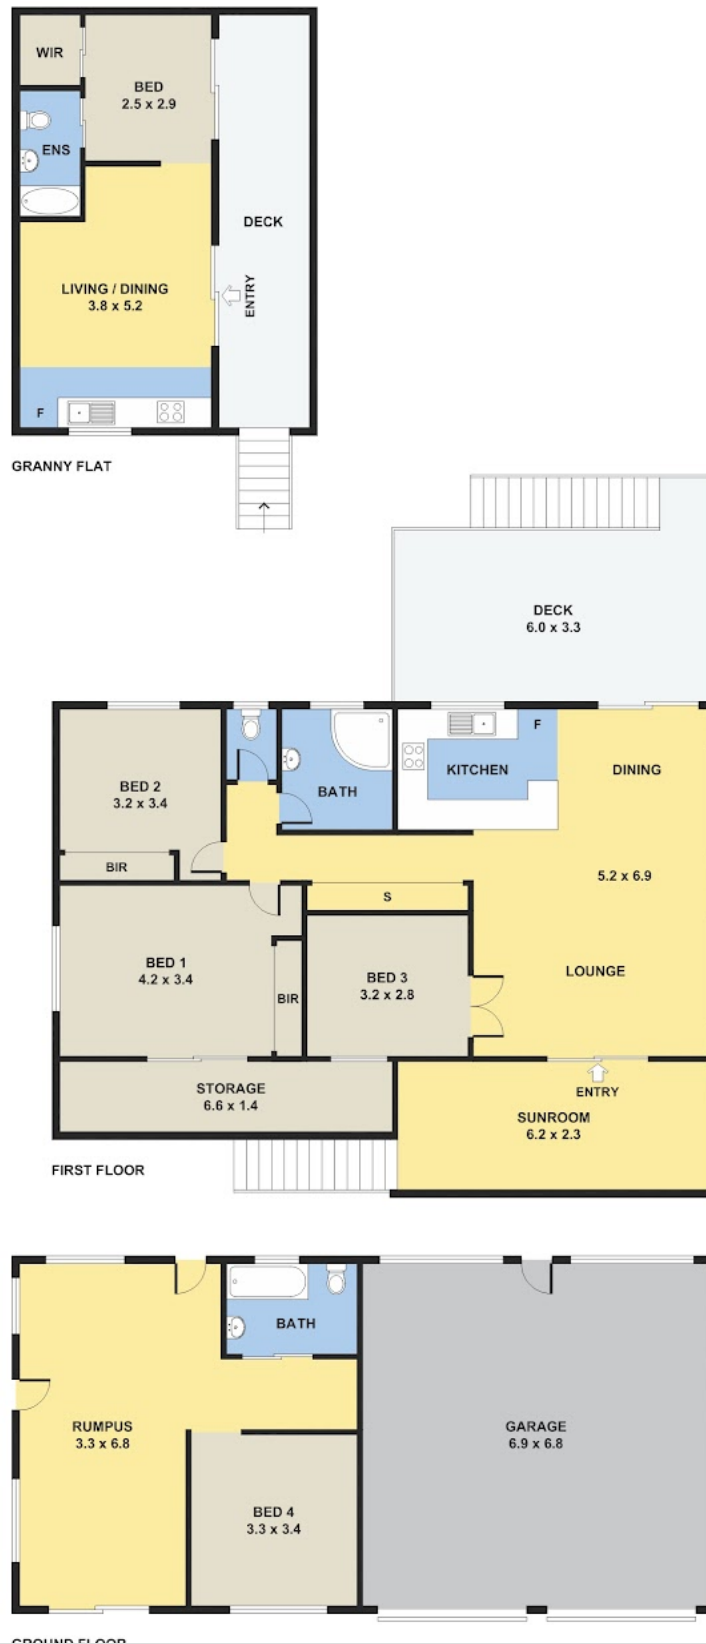 WIR
BED
2.5 x 2.9
ENS
DECK
LIVING / DINING
3.8 x 5.2
ENTRY
F
GRANNY FLAT
DECK
6.0 x 3.3
BED 2
3.2 x 3.4
BATH
KITCHEN
F
DINING
BIR
5.2 x 6.9
S
BED 1
4.2 x 3.4
BED 3
3.2 x 2.8
LOUNGE
BIR
STORAGE
6.6 x 1.4
ENTRY
SUNROOM
6.2 x 2.3
FIRST FLOOR
BATH
RUMPUS
3.3 x 6.8
GARAGE
6.9 x 6.8
BED 4
3.3 x 3.4
GROUND FLOOR